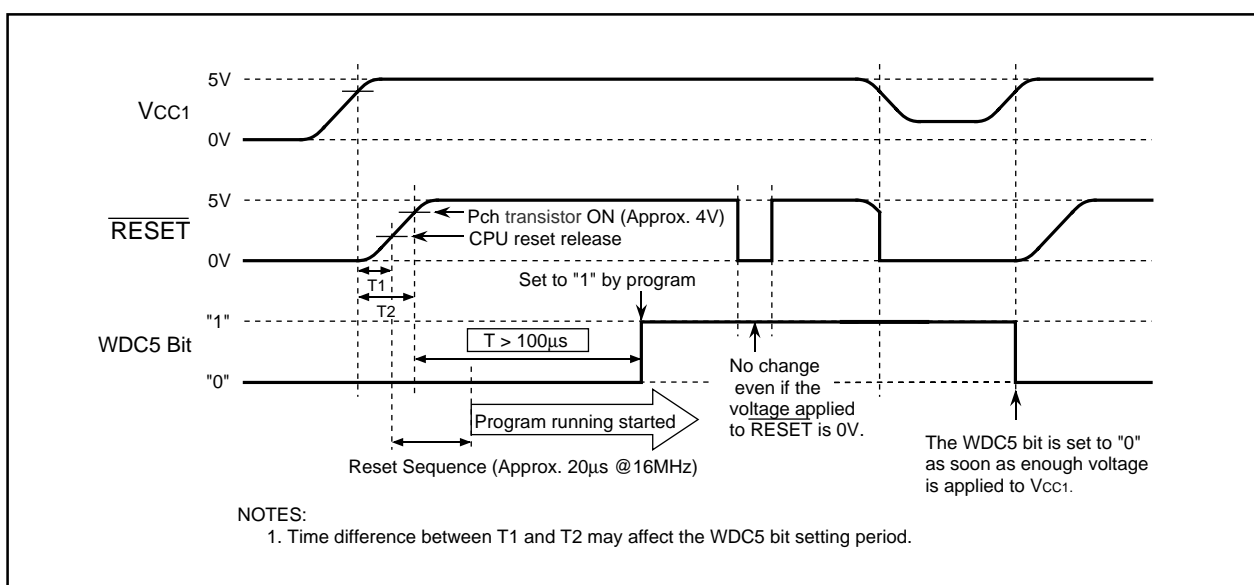 5V
VCC1
0V
5V
Pch transistor ON (Approx. 4V)
RESET
CPU reset release
0V
T1
Set to "1" by program
T2
"1"
T > 100µs
WDC5 Bit
No change
even if the
voltage applied
to RESET is 0V.
"0"
Program running started
The WDC5 bit is set to "0"
as soon as enough voltage
is applied to VCC1.
Reset Sequence (Approx. 20µs @16MHz)
NOTES:
1. Time difference between T1 and T2 may affect the WDC5 bit setting period.